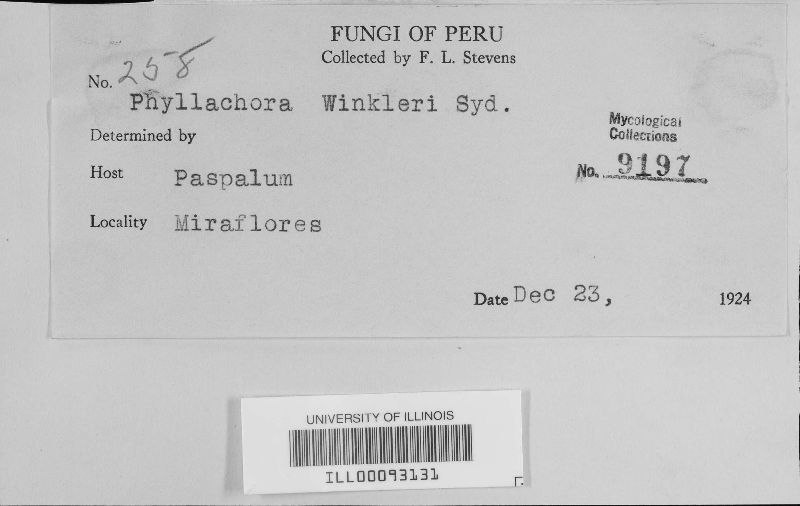 FUNGI OF PERU
Collected by F. L. Stevens
No. 258
Phyllachora Winkleri Syd.
Determined by
Mycological
Collections
No. 9197
Host Paspalum
Locality Miraflores
Date Dec 23, 1924
UNIVERSITY OF ILLINOIS
ILL00093131